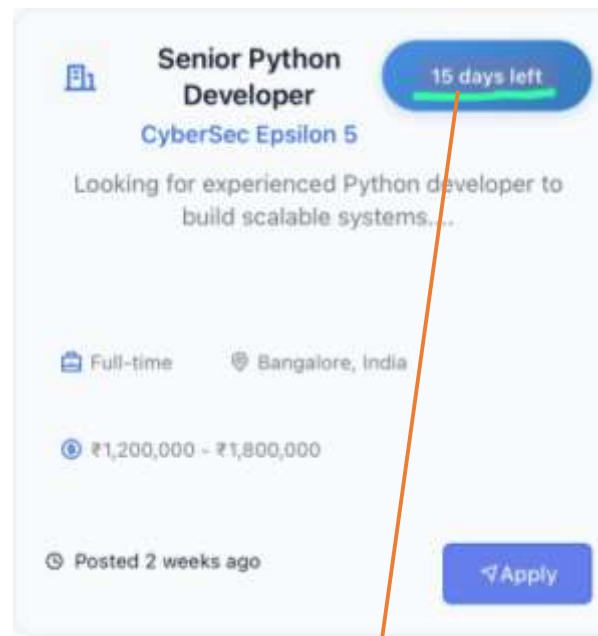 Senior Python
Developer
15 days left
CyberSec Epsilon 5
Looking for experienced Python developer to
build scalable systems....
Full-time
Bangalore, India
₹1,200,000 - ₹1,800,000
Posted 2 weeks ago
Apply